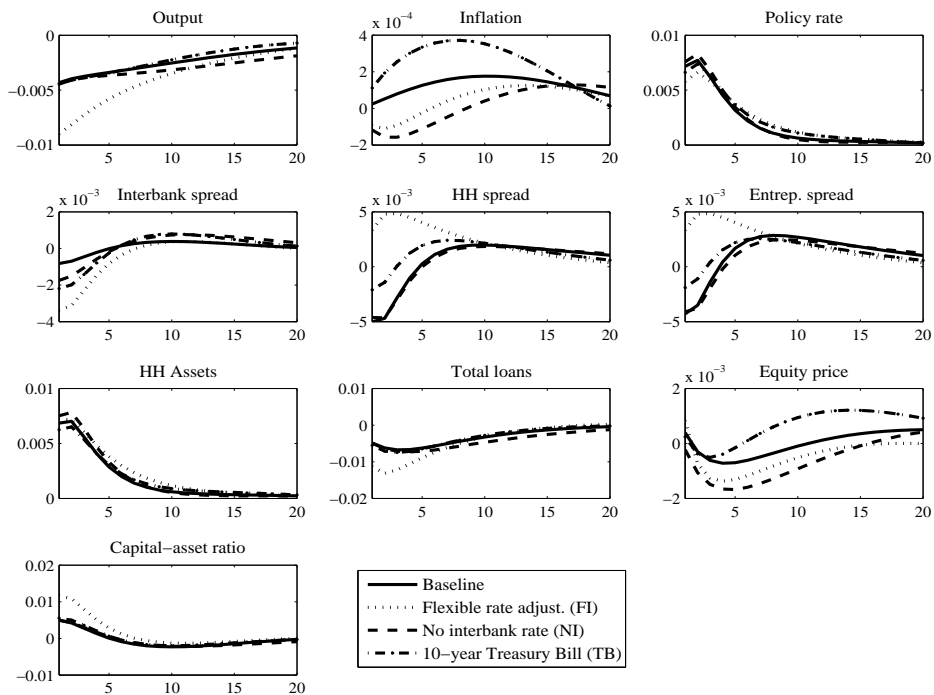 Output
0
−0.005
−0.01
5 10 15 20
Inflation
x 10−4
4
2
0
−2
5 10 15 20
Policy rate
0.01
0.005
0
5 10 15 20
Interbank spread
x 10−3
2
0
−2
−4
5 10 15 20
HH spread
x 10−3
5
0
−5
5 10 15 20
Entrep. spread
x 10−3
5
0
−5
5 10 15 20
HH Assets
0.01
0.005
0
5 10 15 20
Total loans
0.01
0
−0.01
−0.02
5 10 15 20
Equity price
x 10−3
2
0
−2
5 10 15 20
Capital−asset ratio
0.02
0.01
0
−0.01
5 10 15 20
Baseline
Flexible rate adjust. (FI)
No interbank rate (NI)
10−year Treasury Bill (TB)